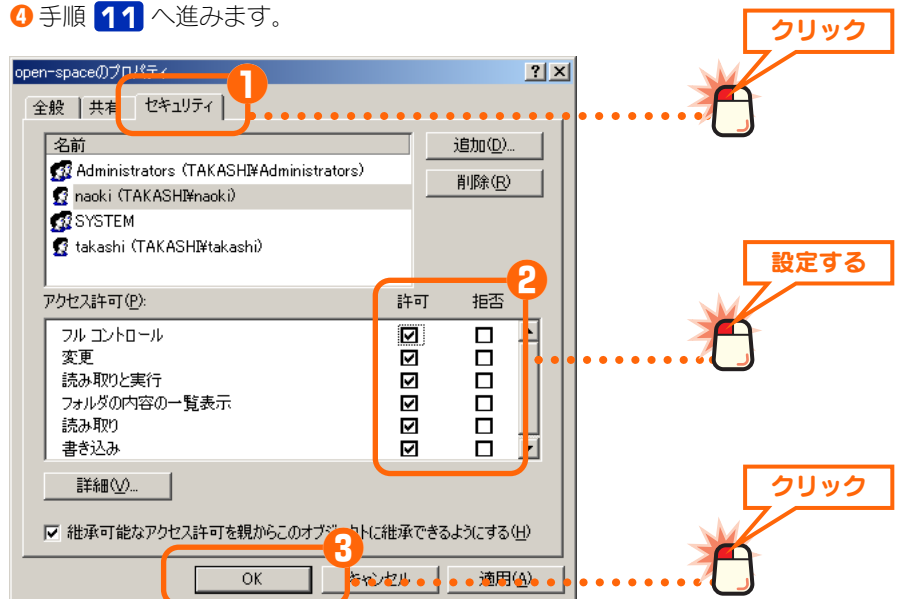 ❹ 手順 11 へ進みます。
クリック
open-spaceのプロパティ
❶
全般 共有 セキュリティ
名前
追加(D)...
Administrators (TAKASHI¥Administrators)
削除(R)
naoki (TAKASHI¥naoki)
SYSTEM
takashi (TAKASHI¥takashi)
設定する
❷
アクセス許可(P): 許可 拒否
フル コントロール
変更
読み取りと実行
フォルダの内容の一覧表示
読み取り
書き込み
詳細(V)...
クリック
継承可能なアクセス許可を親からこのオブジェクトに継承できるようにする(H)
❸
OK キャンセル 適用(A)